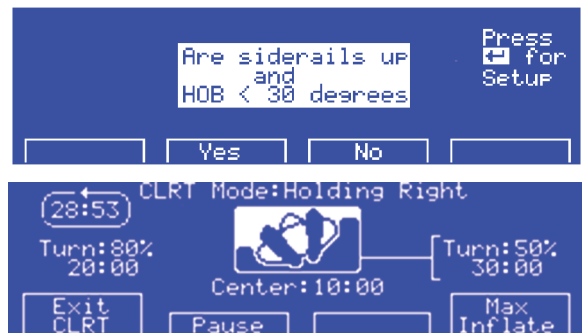 Are siderails up
and
HOB < 30 degrees
Press
↵ for
Setup
Yes
No
CLRT Mode:Holding Right
28:53
Turn:80%
20:00
Turn:50%
30:00
Center:10:00
Exit
CLRT
Pause
Max
Inflate